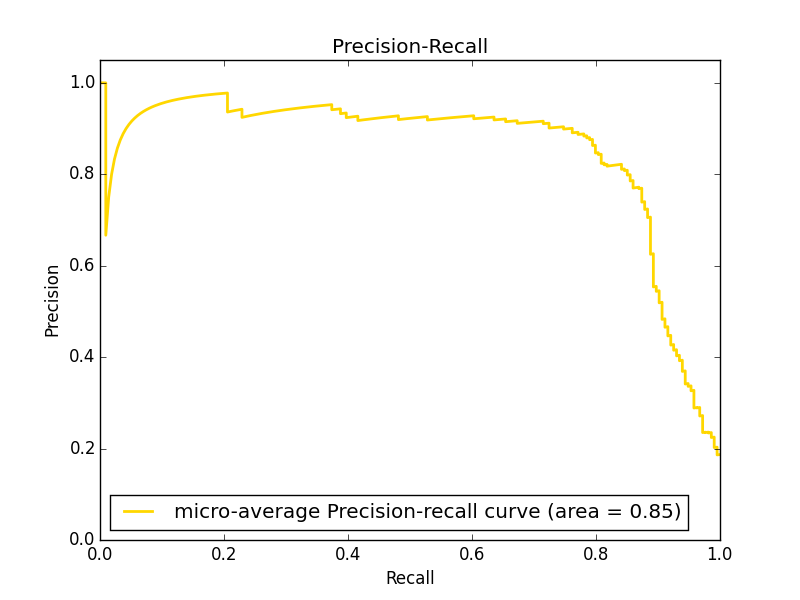 Precision-Recall
1.0
0.8
0.6
0.4
0.2
0.0
Precision
micro-average Precision-recall curve (area = 0.85)
0.0 0.2 0.4 0.6 0.8 1.0
Recall